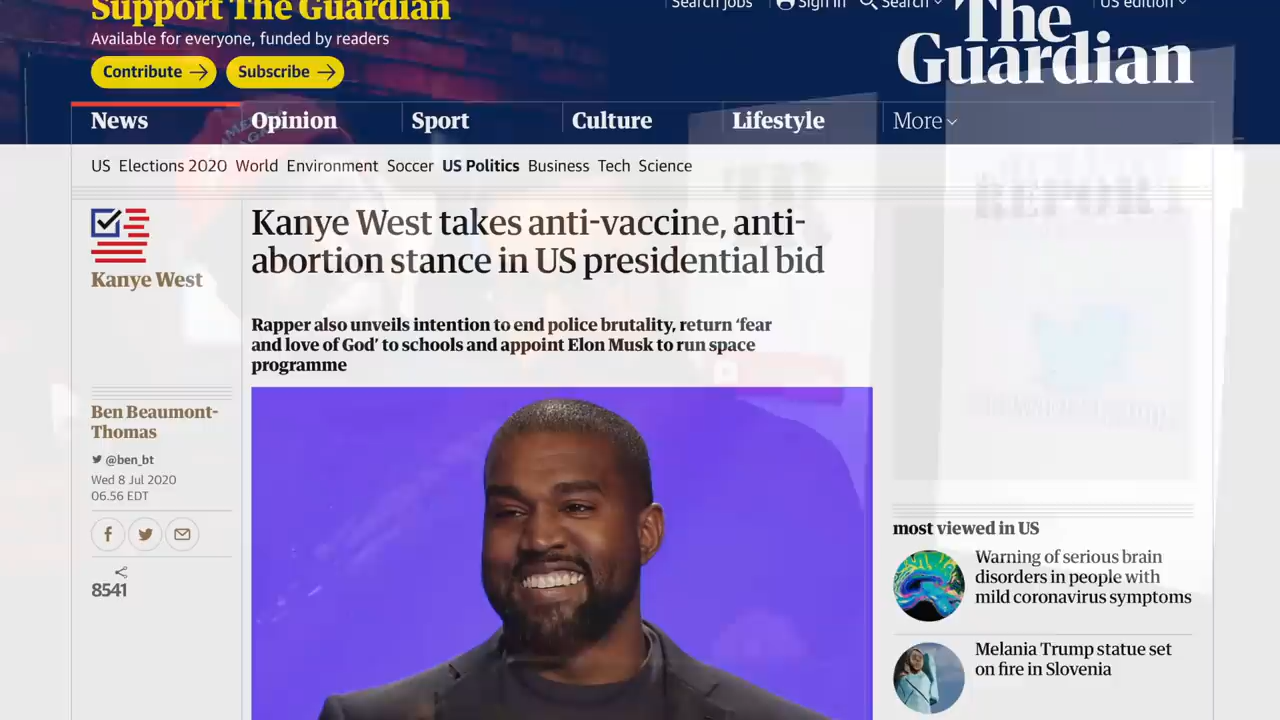 Support The Guardian
Available for everyone, funded by readers
Contribute
Subscribe
Search jobs
Sign in
Search
US edition
The
Guardian
News
Opinion
Sport
Culture
Lifestyle
More
US Elections 2020 World Environment Soccer US Politics Business Tech Science
Kanye West
Kanye West takes anti-vaccine, anti-
abortion stance in US presidential bid
Rapper also unveils intention to end police brutality, return ‘fear
and love of God’ to schools and appoint Elon Musk to run space
programme
Ben Beaumont-
Thomas
@ben_bt
Wed 8 Jul 2020
06.56 EDT
8541
REPORT
most viewed in US
Warning of serious brain
disorders in people with
mild coronavirus symptoms
Melania Trump statue set
on fire in Slovenia